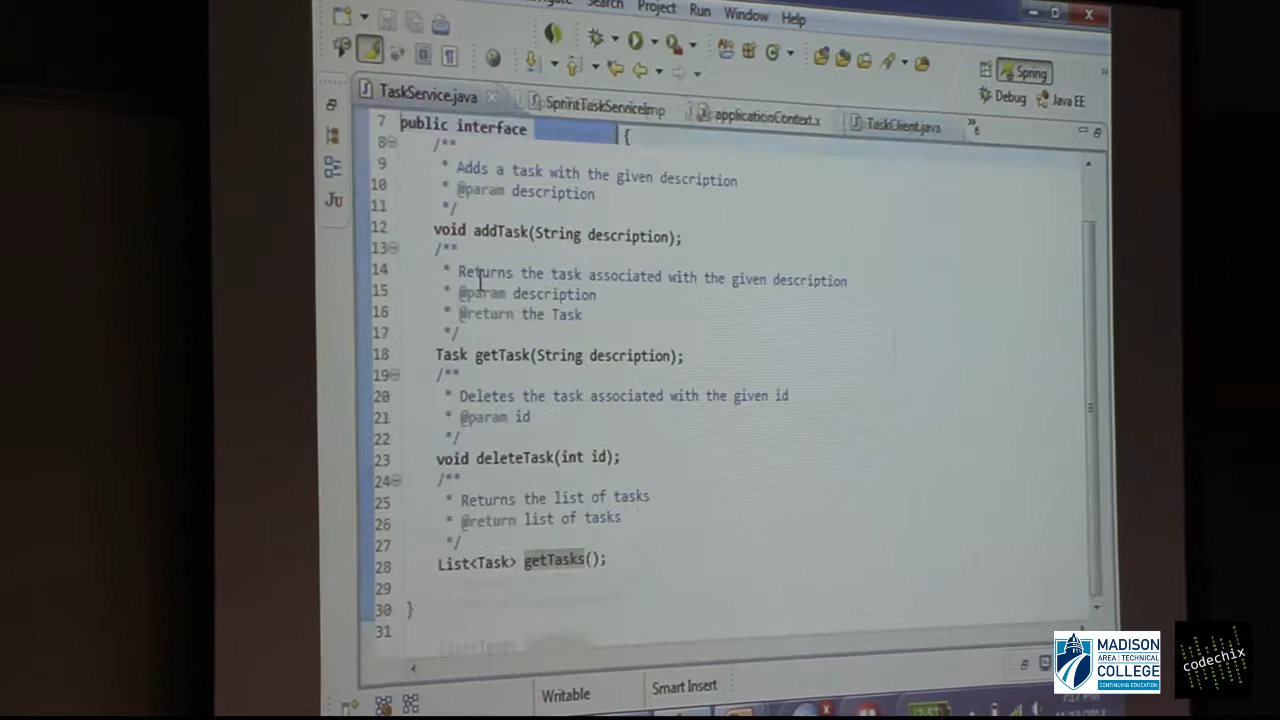 Search Project Run Window Help
Spring
Debug Java EE
TaskService.java SprintTaskServiceImp applicationContext.x TaskClient.java
7 public interface {
8 /**
9 * Adds a task with the given description
10 * @param description
11 */
12 void addTask(String description);
13 /**
14 * Returns the task associated with the given description
15 * @param description
16 * @return the Task
17 */
18 Task getTask(String description);
19 /**
20 * Deletes the task associated with the given id
21 * @param id
22 */
23 void deleteTask(int id);
24 /**
25 * Returns the list of tasks
26 * @return list of tasks
27 */
28 List<Task> getTasks();
29
30 }
31
Ju
Writable Smart Insert
MADISON
AREA TECHNICAL
COLLEGE
CONTINUING EDUCATION
codechix